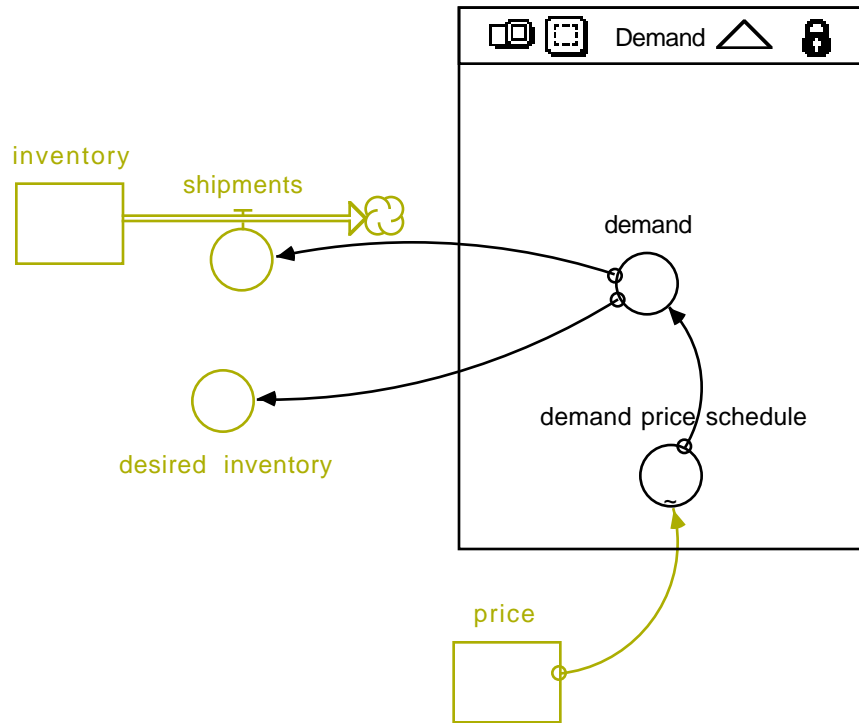 Demand
inventory
shipments
demand
demand price schedule
~
desired inventory
price